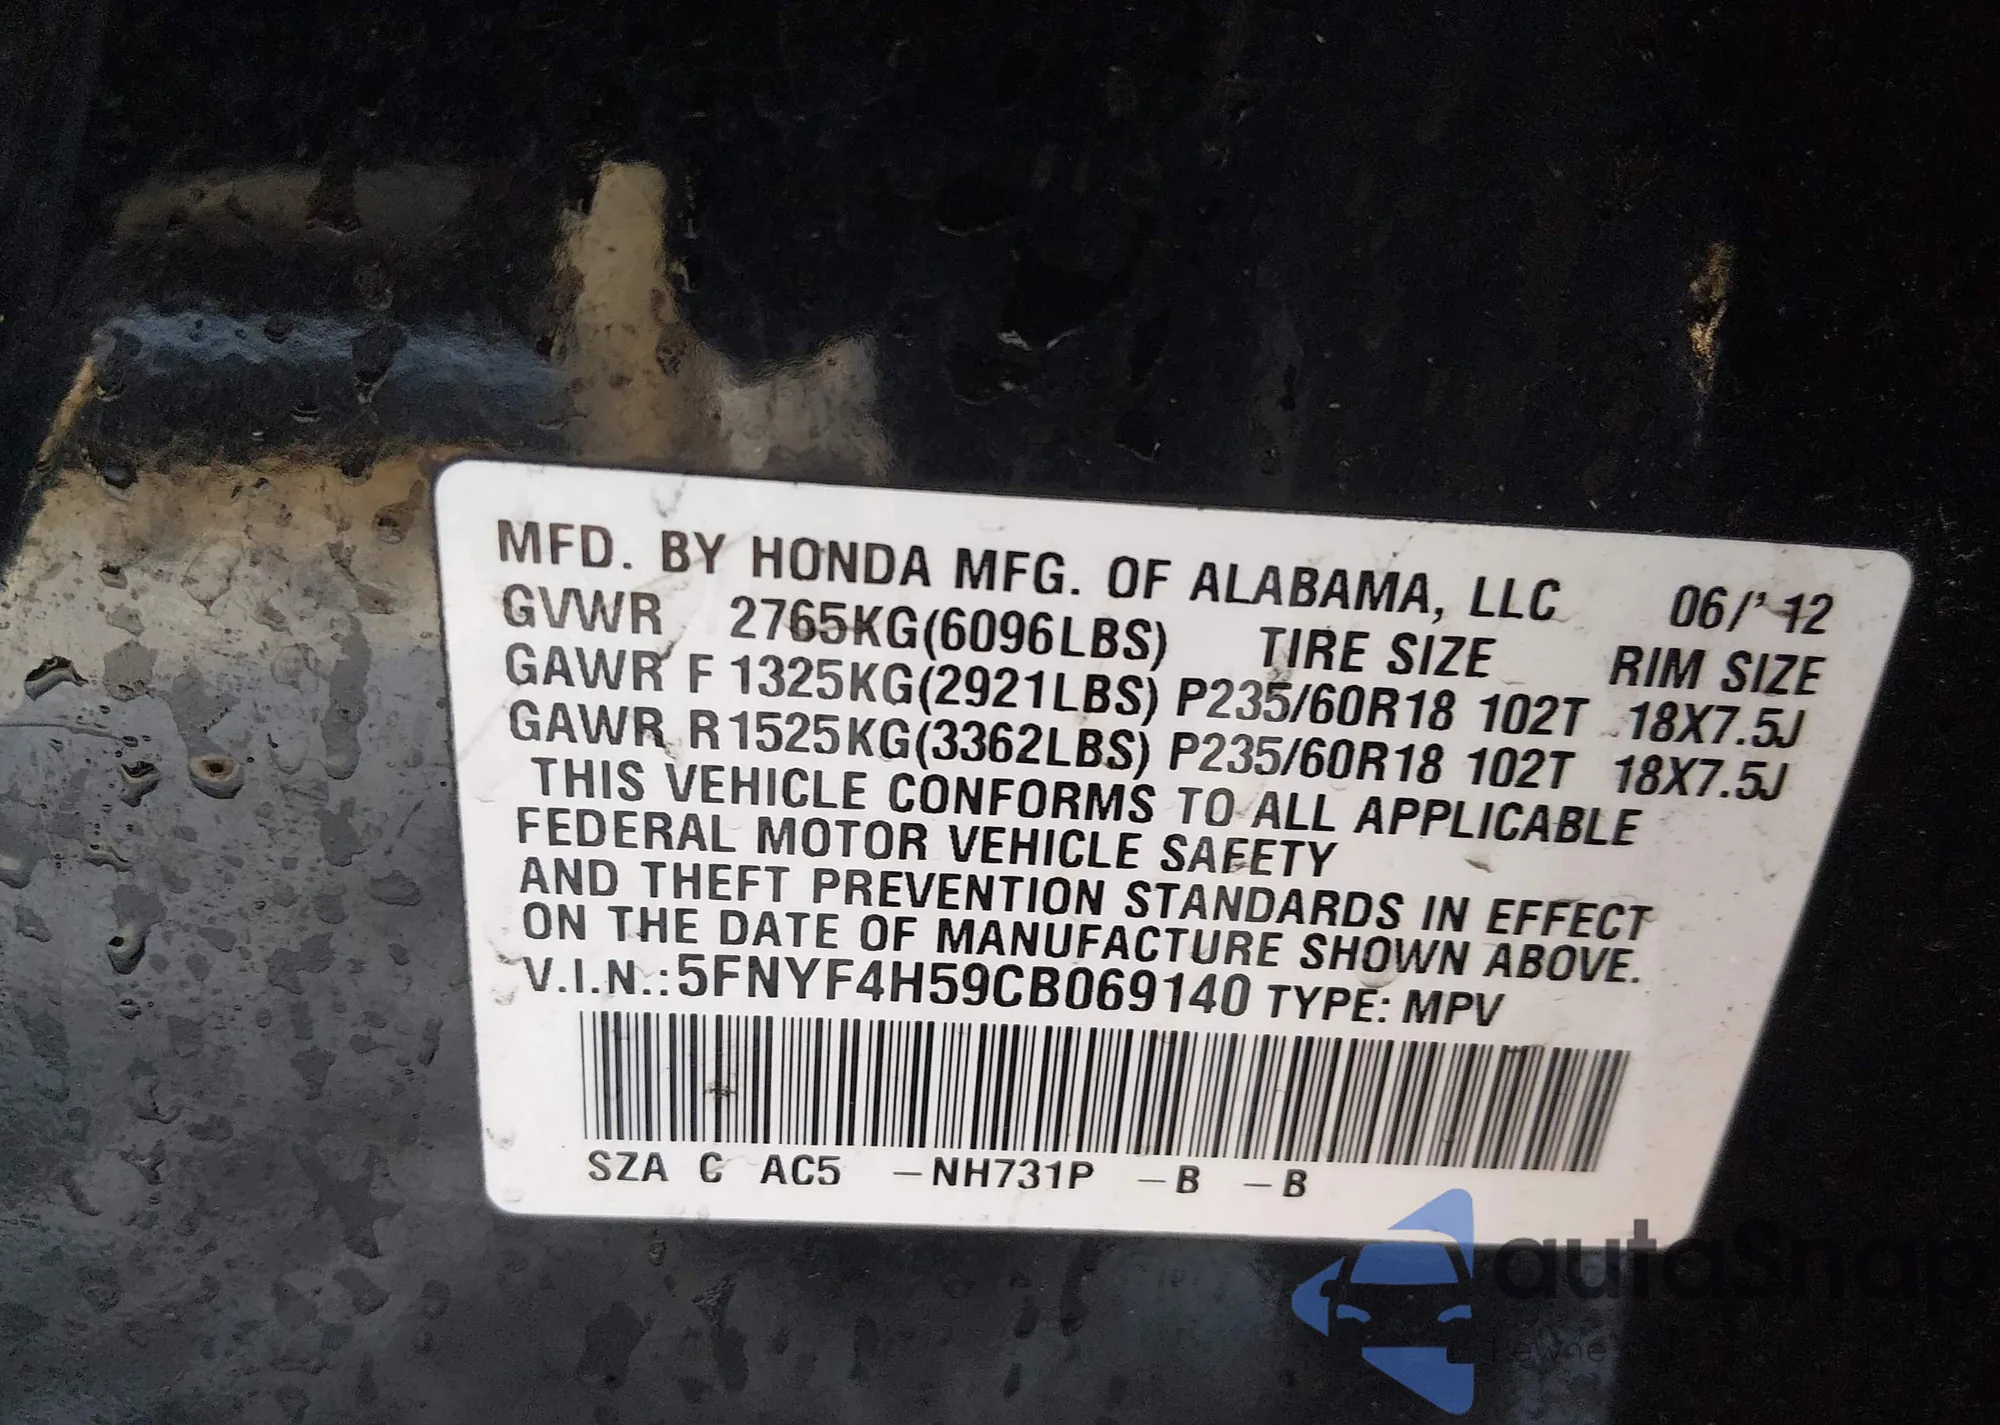 MFD. BY HONDA MFG. OF ALABAMA, LLC 06/'12
GVWR 2765KG(6096LBS) TIRE SIZE RIM SIZE
GAWR F 1325KG(2921LBS) P235/60R18 102T 18X7.5J
GAWR R1525KG(3362LBS) P235/60R18 102T 18X7.5J
THIS VEHICLE CONFORMS TO ALL APPLICABLE
FEDERAL MOTOR VEHICLE SAFETY
AND THEFT PREVENTION STANDARDS IN EFFECT
ON THE DATE OF MANUFACTURE SHOWN ABOVE.
V.I.N.:5FNYF4H59CB069140 TYPE: MPV
SZA C AC5 –NH731P –B –B
autaSnap
Pewne